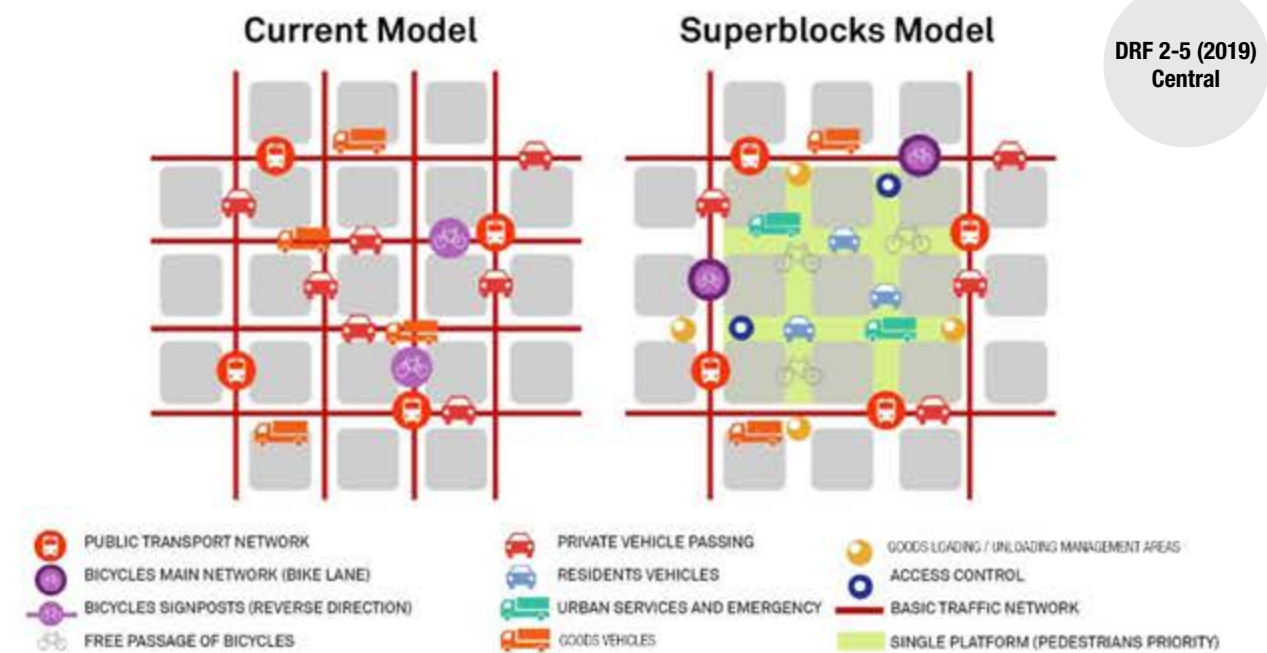 Current Model
Superblocks Model
DRF 2-5 (2019)
Central
PUBLIC TRANSPORT NETWORK
BICYCLES MAIN NETWORK (BIKE LANE)
BICYCLES SIGNPOSTS (REVERSE DIRECTION)
FREE PASSAGE OF BICYCLES
PRIVATE VEHICLE PASSING
RESIDENTS VEHICLES
URBAN SERVICES AND EMERGENCY
GOODS VEHICLES
GOODS LOADING / UNLOADING MANAGEMENT AREAS
ACCESS CONTROL
BASIC TRAFFIC NETWORK
SINGLE PLATFORM (PEDESTRIANS PRIORITY)